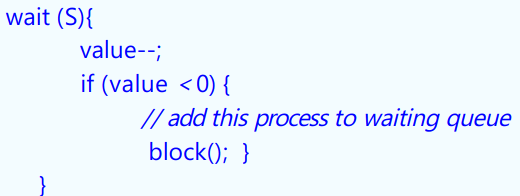 wait (S){
value--;
if (value < 0) {
// add this process to waiting queue
block(); }
}